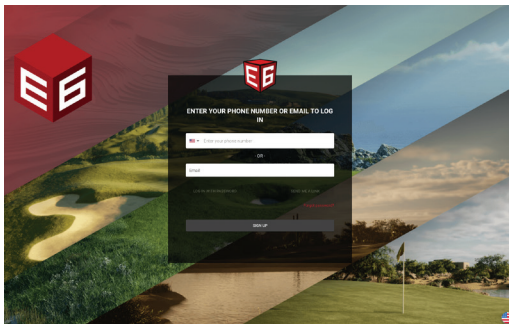 E6
E6
ENTER YOUR PHONE NUMBER OR EMAIL TO LOG
IN
Enter your phone number
OR
Email
SIGN UP